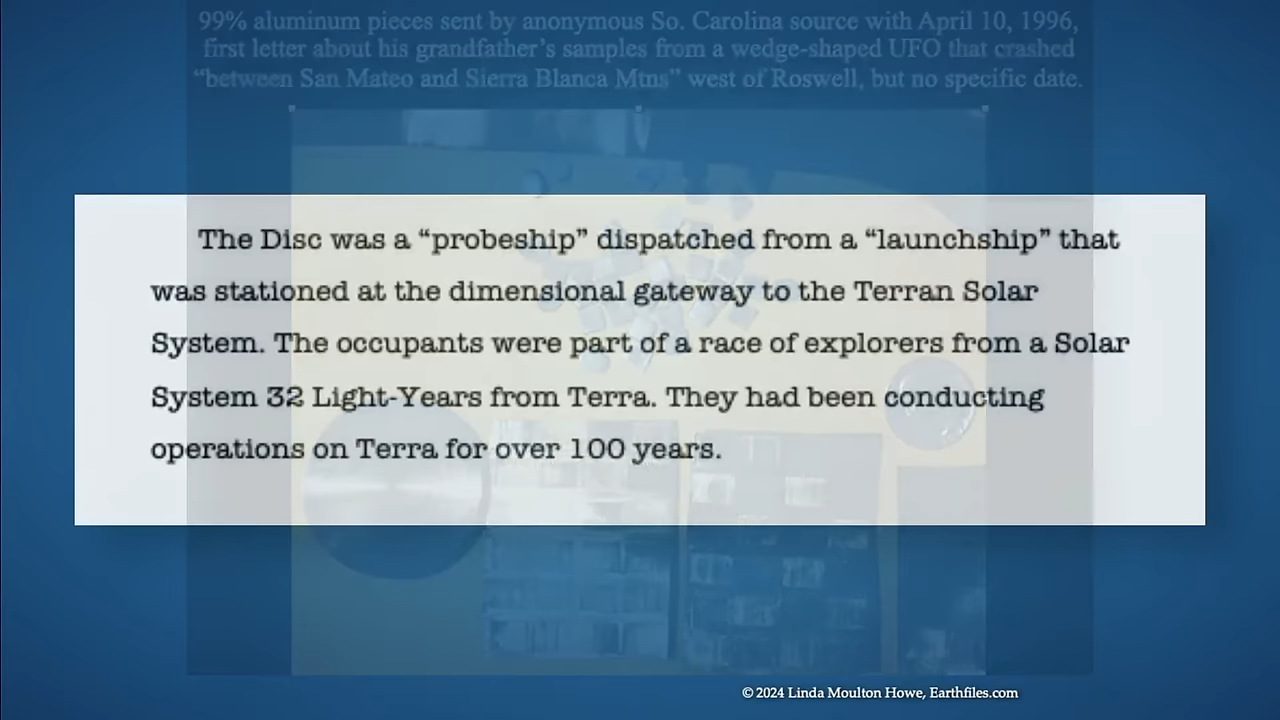 99% aluminum pieces sent by anonymous So. Carolina source with April 10, 1996,
first letter about his grandfather’s samples from a wedge-shaped UFO that crashed
“between San Mateo and Sierra Blanca Mtns” west of Roswell, but no specific date.
The Disc was a “probeship” dispatched from a “launchship” that
was stationed at the dimensional gateway to the Terran Solar
System. The occupants were part of a race of explorers from a Solar
System 32 Light-Years from Terra. They had been conducting
operations on Terra for over 100 years.
© 2024 Linda Moulton Howe, Earthfiles.com